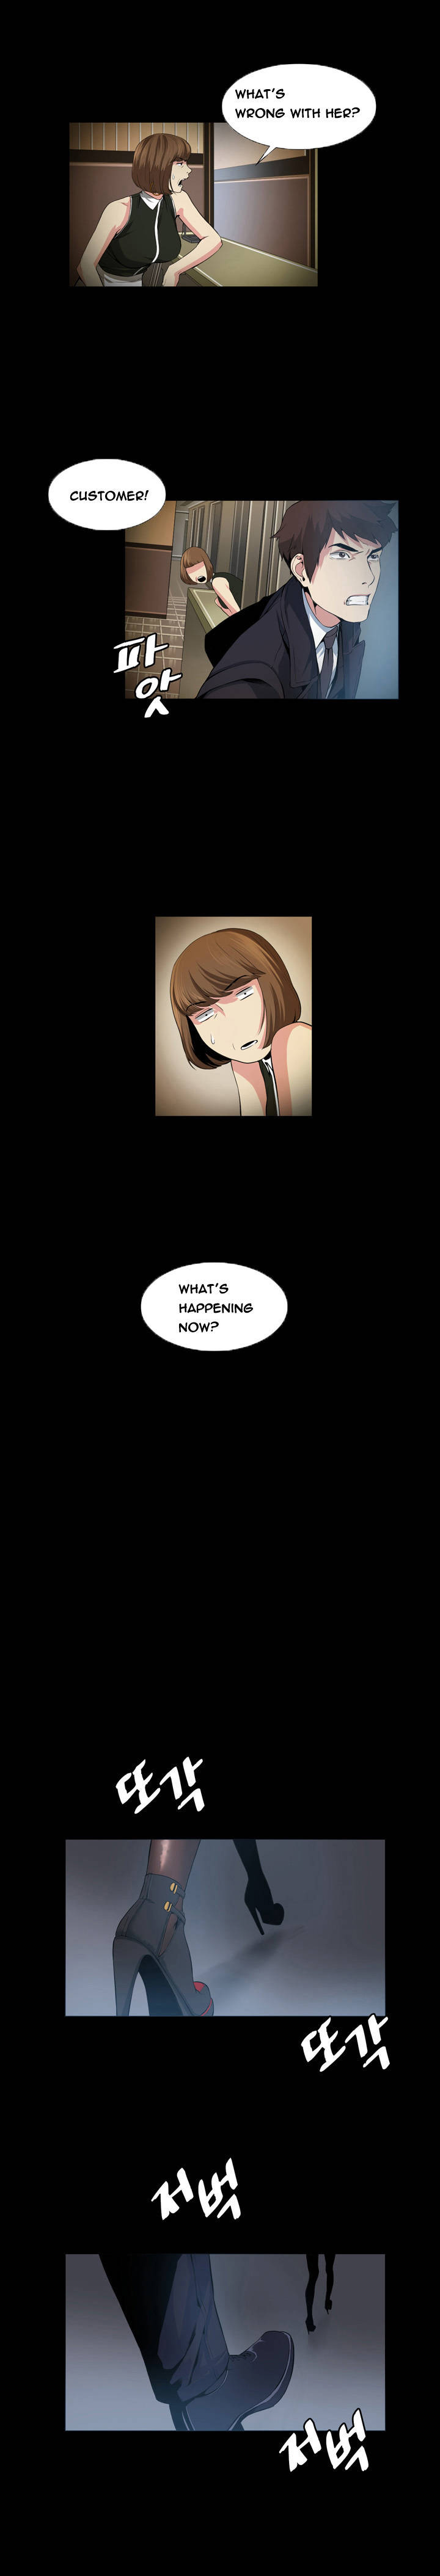 WHAT'S
WRONG WITH HER?
CUSTOMER!
파
앗
WHAT'S
HAPPENING
NOW?
또각
또각
저벅
저벅